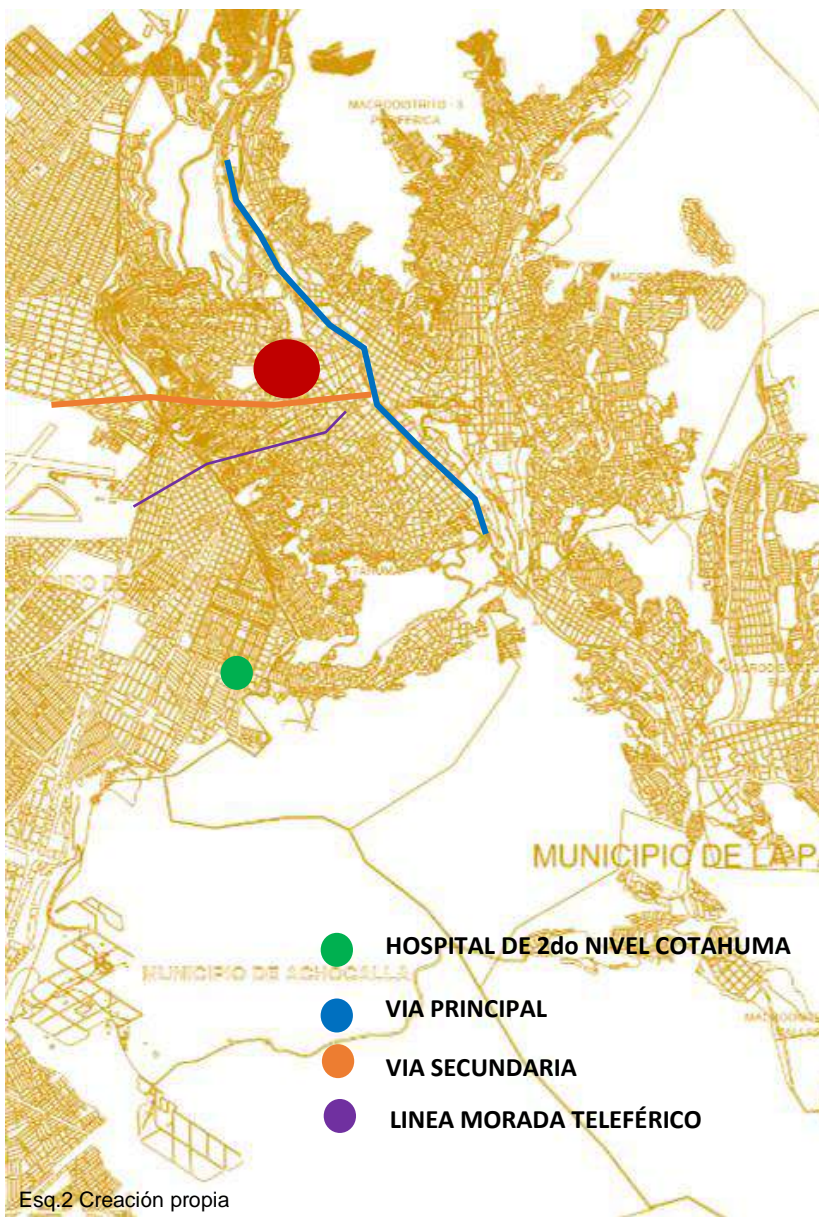 MACRODISTRITO - 3
PERIFERICA
MUNICIPIO DE LA PA
HOSPITAL DE 2do NIVEL COTAHUMA
MUNICIPIO DE ACHOCALLA
VIA PRINCIPAL
VIA SECUNDARIA
LINEA MORADA TELEFÉRICO
Esq.2 Creación propia